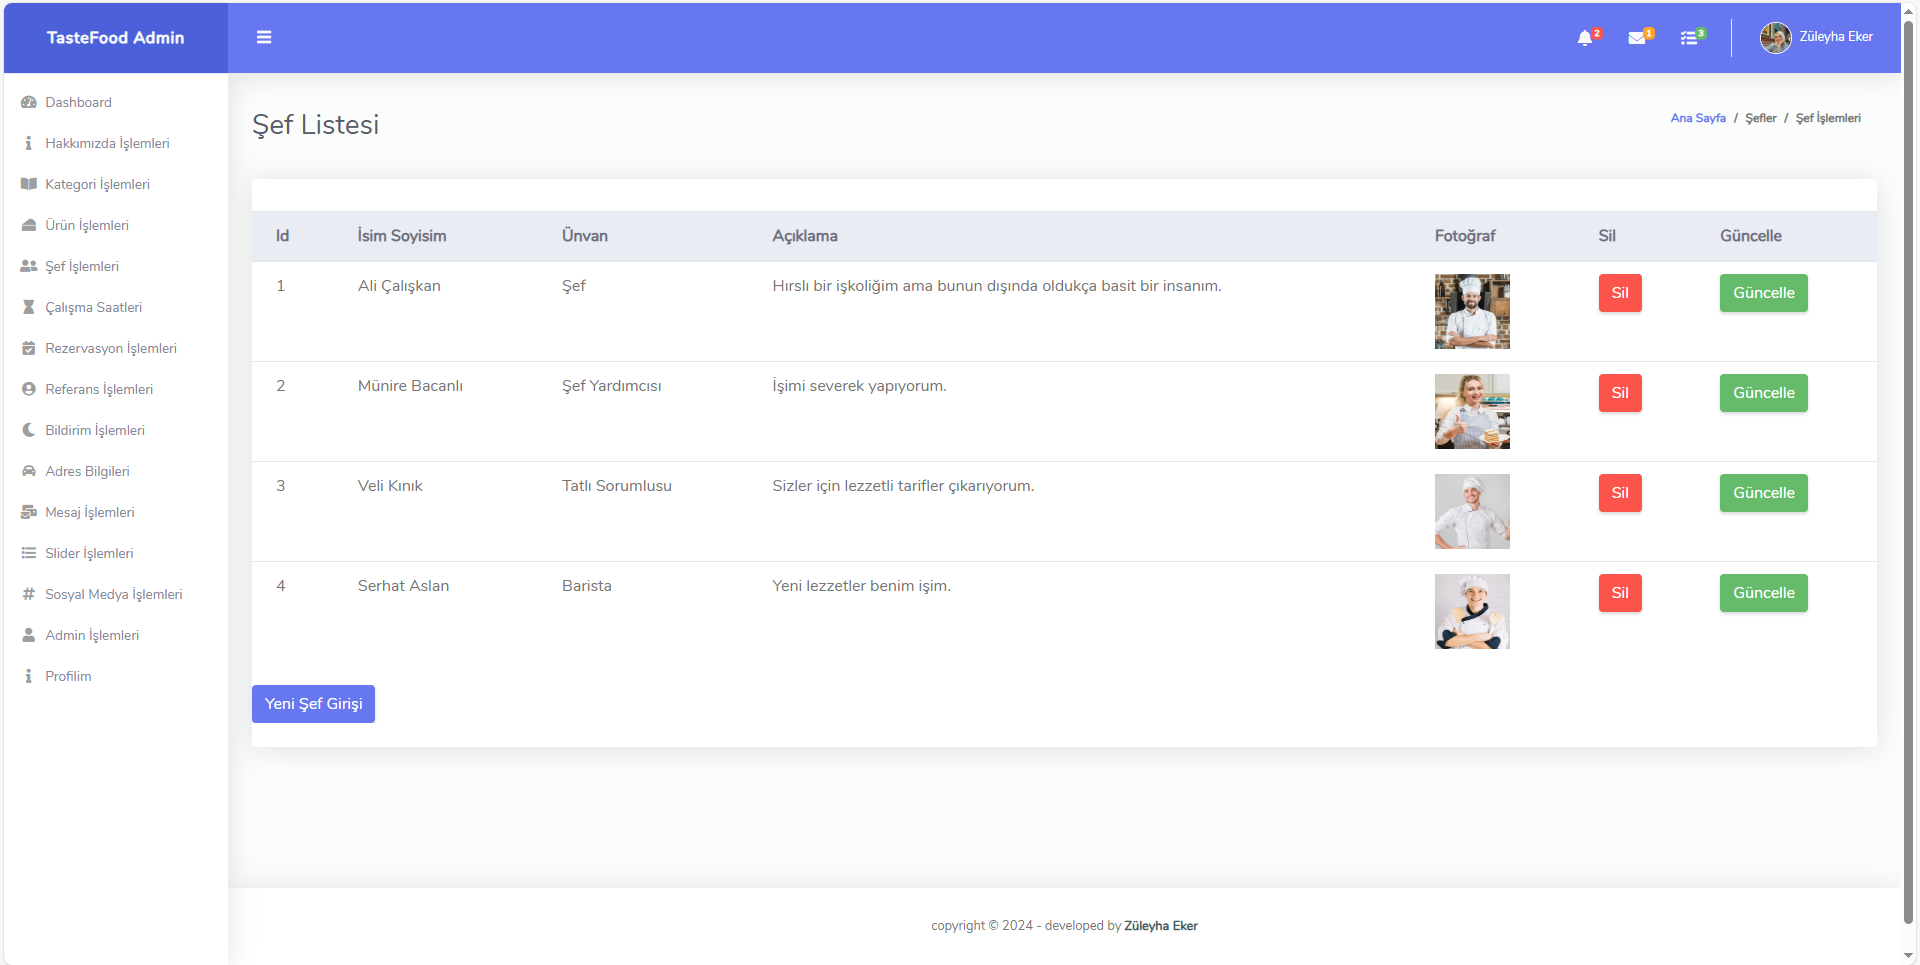 TasteFood Admin
2
1
3
Züleyha Eker
Dashboard
Hakkımızda İşlemleri
Kategori İşlemleri
Ürün İşlemleri
Şef İşlemleri
Çalışma Saatleri
Rezervasyon İşlemleri
Referans İşlemleri
Bildirim İşlemleri
Adres Bilgileri
Mesaj İşlemleri
Slider İşlemleri
Sosyal Medya İşlemleri
Admin İşlemleri
Profilim
Şef Listesi
Ana Sayfa / Şefler / Şef İşlemleri
Id İsim Soyisim Ünvan Açıklama Fotoğraf Sil Güncelle
1 Ali Çalışkan Şef Hırslı bir işkoliğim ama bunun dışında oldukça basit bir insanım. Sil Güncelle
2 Münire Bacanlı Şef Yardımcısı İşimi severek yapıyorum. Sil Güncelle
3 Veli Kınık Tatlı Sorumlusu Sizler için lezzetli tarifler çıkarıyorum. Sil Güncelle
4 Serhat Aslan Barista Yeni lezzetler benim işim. Sil Güncelle
Yeni Şef Girişi
copyright © 2024 - developed by Züleyha Eker